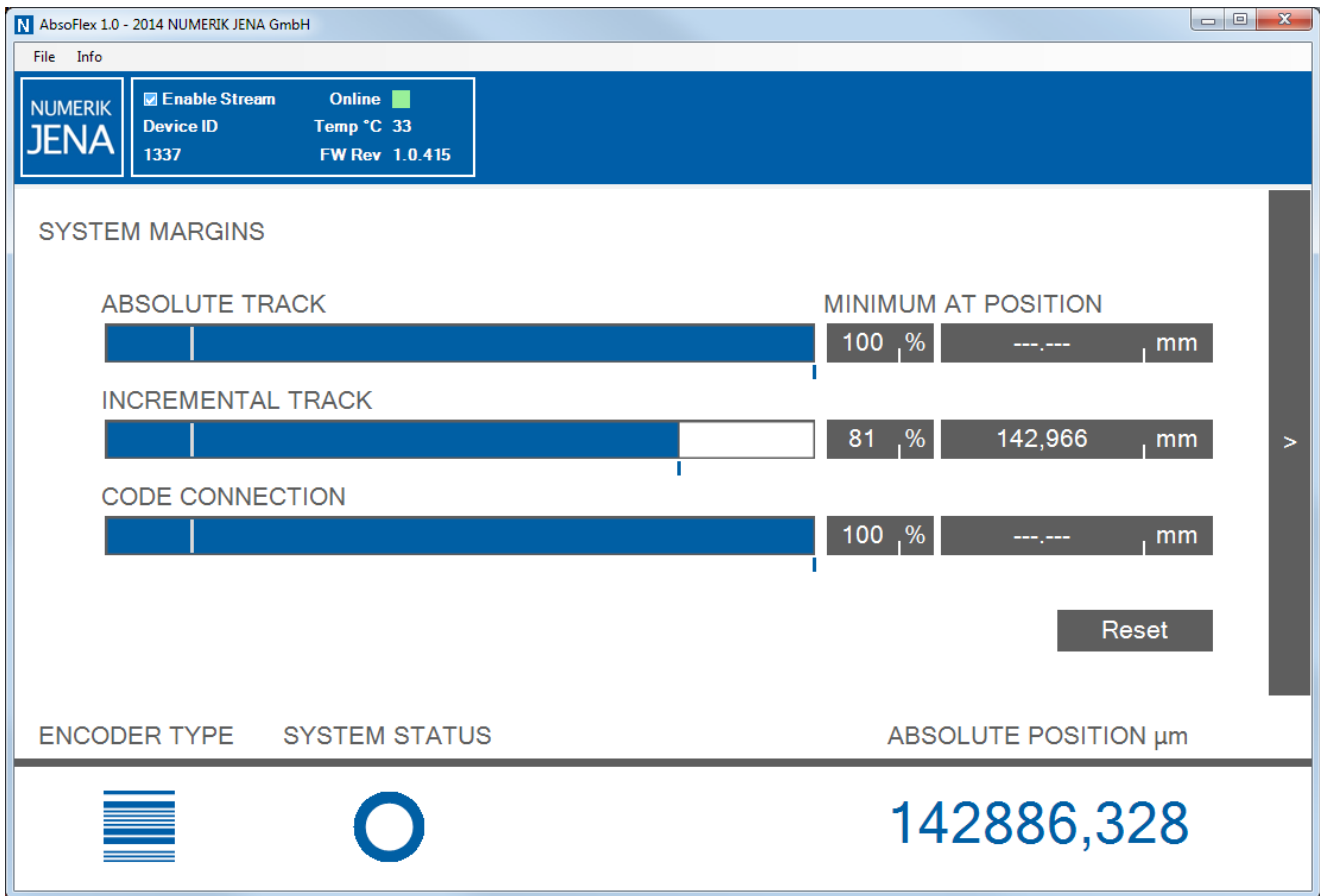 N AbsoFlex 1.0 - 2014 NUMERIK JENA GmbH
File Info
NUMERIK
JENA
Enable Stream Online
Device ID Temp °C 33
1337 FW Rev 1.0.415
SYSTEM MARGINS
ABSOLUTE TRACK MINIMUM AT POSITION
100 % ---.--- mm
INCREMENTAL TRACK
81 % 142,966 mm
>
CODE CONNECTION
100 % ---.--- mm
Reset
ENCODER TYPE SYSTEM STATUS ABSOLUTE POSITION µm
142886,328